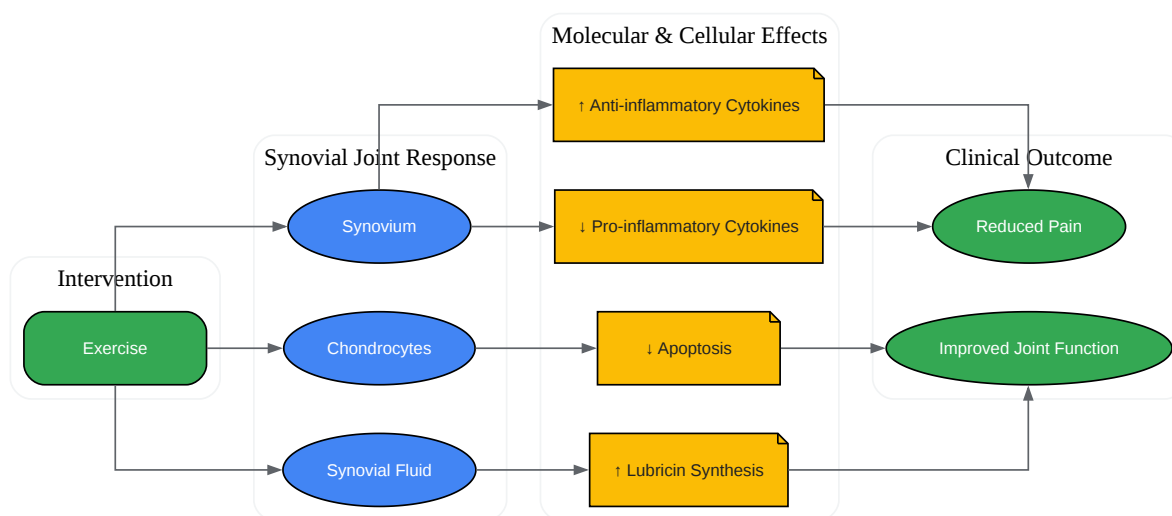 Molecular & Cellular Effects
↑ Anti-inflammatory Cytokines
Synovial Joint Response
Clinical Outcome
Synovium
↓ Pro-inflammatory Cytokines
Reduced Pain
Intervention
Exercise
Chondrocytes
↓ Apoptosis
Improved Joint Function
Synovial Fluid
↑ Lubricin Synthesis